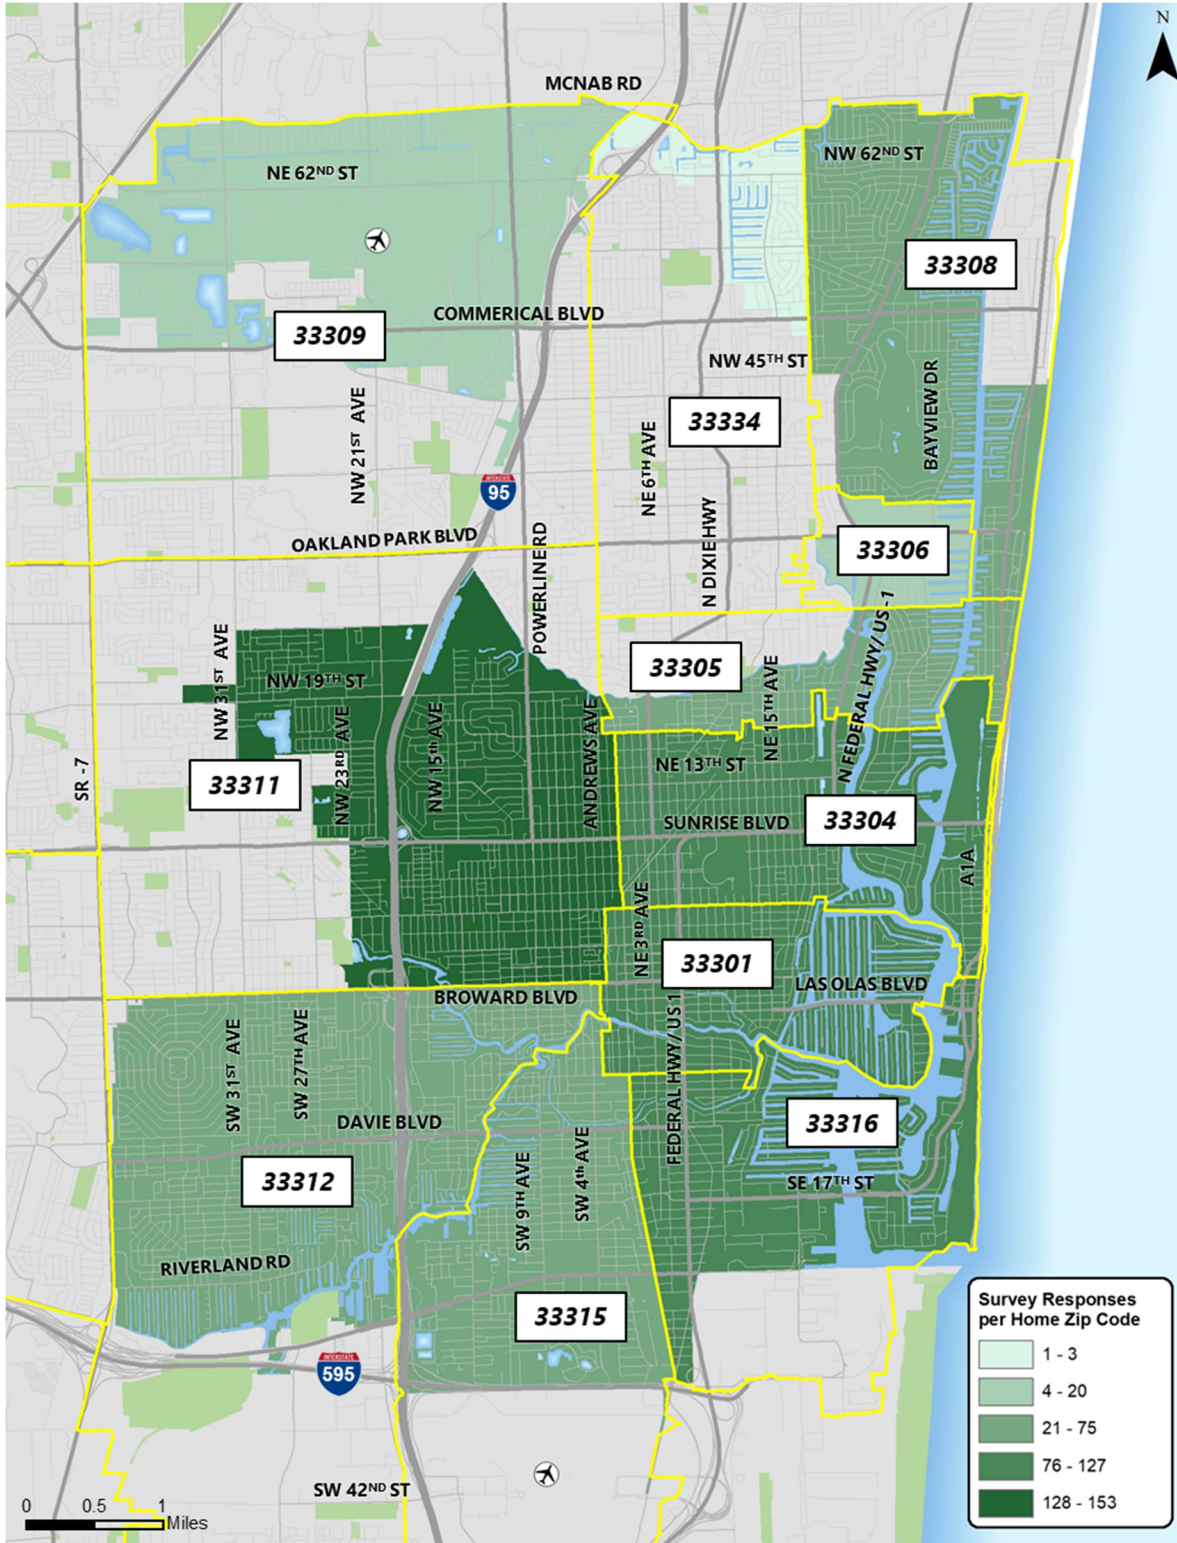 N
MCNAB RD
NE 62ND ST
NW 62ND ST
33308
COMMERICAL BLVD
33309
NW 45TH ST
BAYVIEW DR
NW 21ST AVE
33334
NE 6TH AVE
INTERSTATE
95
N DIXIE HWY
OAKLAND PARK BLVD
POWERLINE RD
33306
N FEDERAL HWY/ US -1
NW 31ST AVE
33305
NE 15TH AVE
NW 19TH ST
NW 23RD AVE
NW 15th AVE
ANDREWS AVE
NE 13TH ST
SR -7
33311
SUNRISE BLVD
33304
A1A
NE 3RD AVE
33301
LAS OLAS BLVD
BROWARD BLVD
FEDERAL HWY/ US 1
SW 31ST AVE
SW 27TH AVE
DAVIE BLVD
33316
SW 9TH AVE
SW 4th AVE
33312
SE 17TH ST
RIVERLAND RD
33315
INTERSTATE
595
SW 42ND ST
0 0.5 1
Miles
Survey Responses
per Home Zip Code
1 - 3
4 - 20
21 - 75
76 - 127
128 - 153